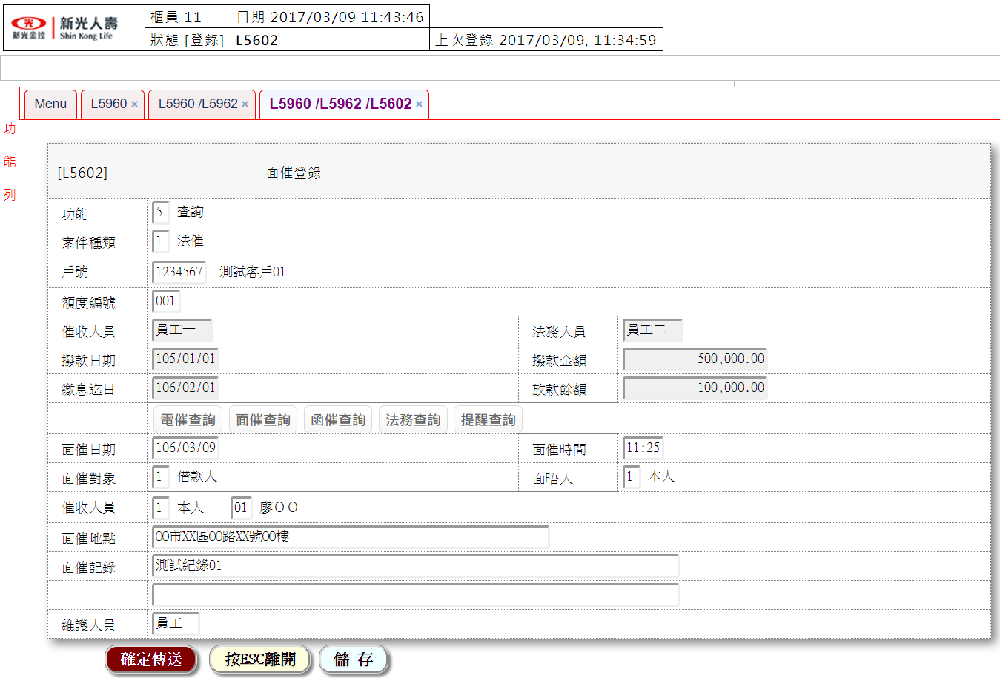 新光金控 新光人壽 Shin Kong Life
櫃員 11 日期 2017/03/09 11:43:46
狀態 [登錄] L5602 上次登錄 2017/03/09, 11:34:59
Menu L5960 × L5960 /L5962 × L5960 /L5962 /L5602 ×
功
能
列
[L5602] 面催登錄
功能 5 查詢
案件種類 1 法催
戶號 1234567 測試客戶01
額度編號 001
催收人員 員工一 法務人員 員工二
撥款日期 105/01/01 撥款金額 500,000.00
繳息迄日 106/02/01 放款餘額 100,000.00
電催查詢 面催查詢 函催查詢 法務查詢 提醒查詢
面催日期 106/03/09 面催時間 11:25
面催對象 1 借款人 面晤人 1 本人
催收人員 1 本人 01 廖ＯＯ
面催地點 OO市XX區OO路XX號OO樓
面催記錄 測試紀錄01
維護人員 員工一
確定傳送 按ESC離開 儲 存